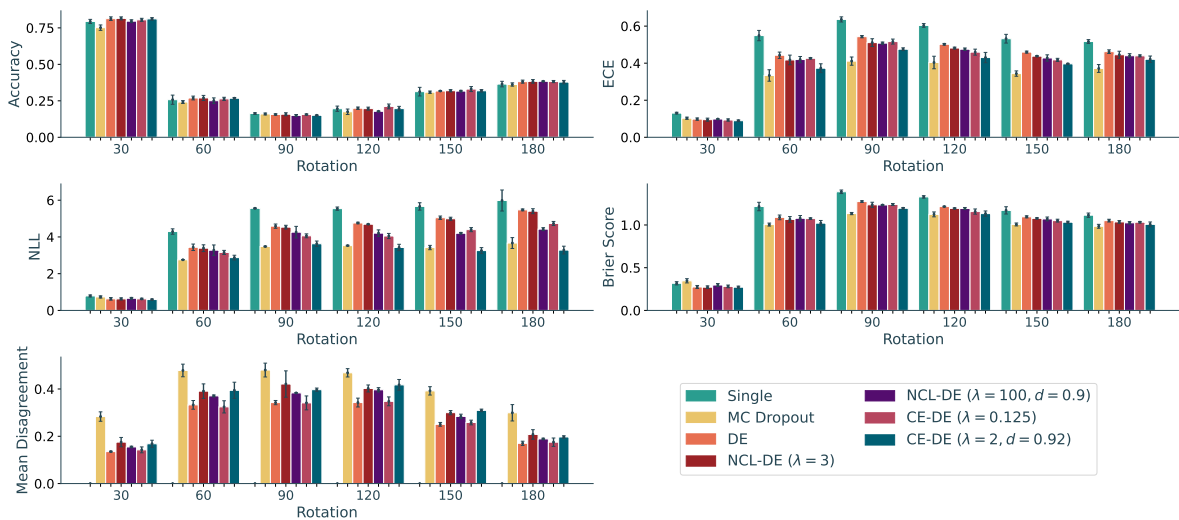 Accuracy
0.75
0.50
0.25
0.00
30 60 90 120 150 180
Rotation
ECE
0.6
0.4
0.2
0.0
30 60 90 120 150 180
Rotation
NLL
6
4
2
0
30 60 90 120 150 180
Rotation
Brier Score
1.0
0.5
0.0
30 60 90 120 150 180
Rotation
Mean Disagreement
0.4
0.2
0.0
30 60 90 120 150 180
Rotation
Single
MC Dropout
DE
NCL-DE (λ = 3)
NCL-DE (λ = 100, d = 0.9)
CE-DE (λ = 0.125)
CE-DE (λ = 2, d = 0.92)